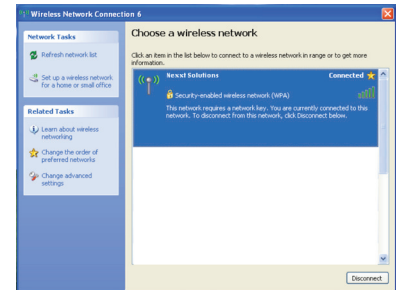 Wireless Network Connection 6
Network Tasks
Refresh network list
Set up a wireless network
for a home or small office
Related Tasks
Learn about wireless
networking
Change the order of
preferred networks
Change advanced
settings
Choose a wireless network
Click an item in the list below to connect to a wireless network in range or to get more
information.
Nexxt Solutions
Connected
Security-enabled wireless network (WPA)
This network requires a network key. You are currently connected to this
network. To disconnect from this network, click Disconnect below.
Disconnect